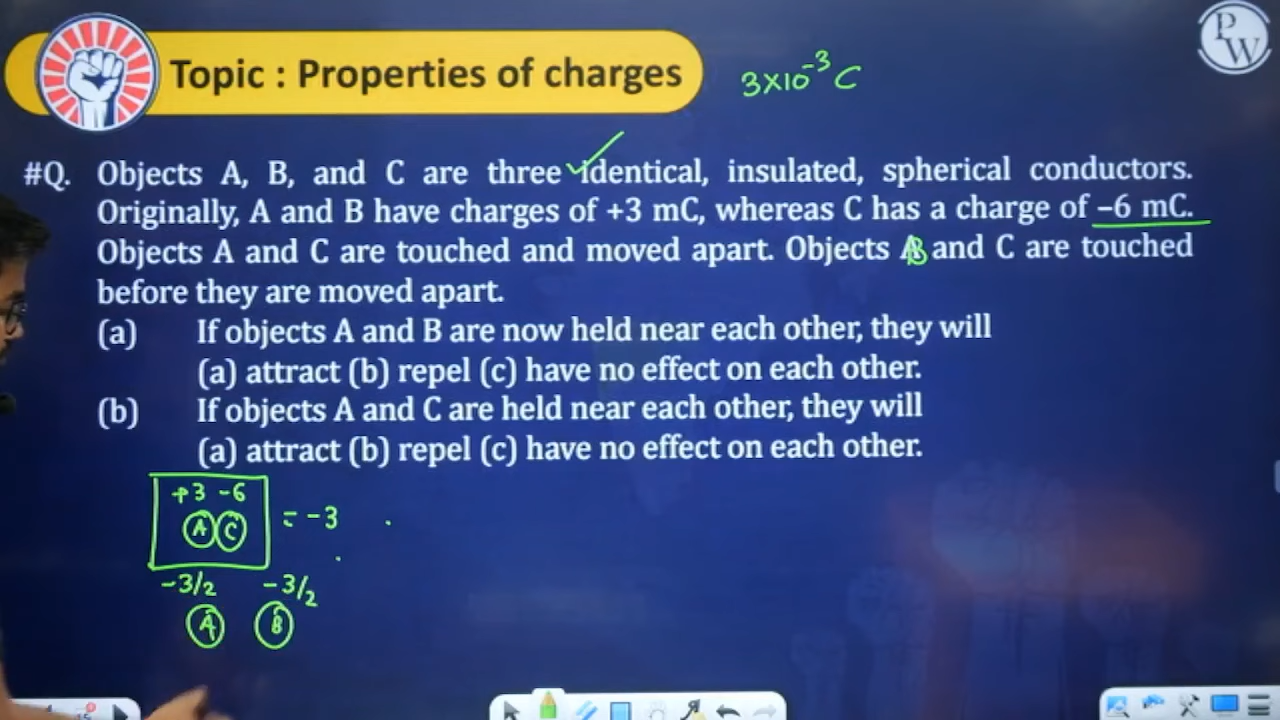 Topic : Properties of charges
3×10⁻³ C
PW
#Q. Objects A, B, and C are three identical, insulated, spherical conductors.
Originally, A and B have charges of +3 mC, whereas C has a charge of –6 mC.
Objects A and C are touched and moved apart. Objects B and C are touched
before they are moved apart.
(a) If objects A and B are now held near each other, they will
(a) attract (b) repel (c) have no effect on each other.
(b) If objects A and C are held near each other, they will
(a) attract (b) repel (c) have no effect on each other.
+3 -6
A C = -3
-3/2 -3/2
A B